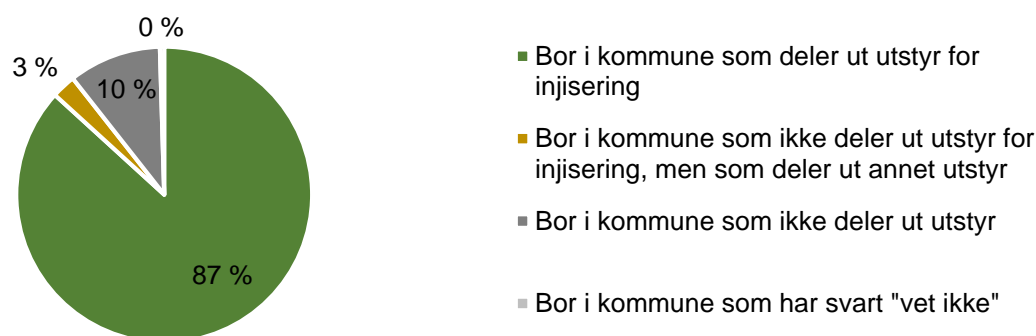 0 %
3 %
10 %
87 %
Bor i kommune som deler ut utstyr for
injisering
Bor i kommune som ikke deler ut utstyr for
injisering, men som deler ut annet utstyr
Bor i kommune som ikke deler ut utstyr
Bor i kommune som har svart "vet ikke"